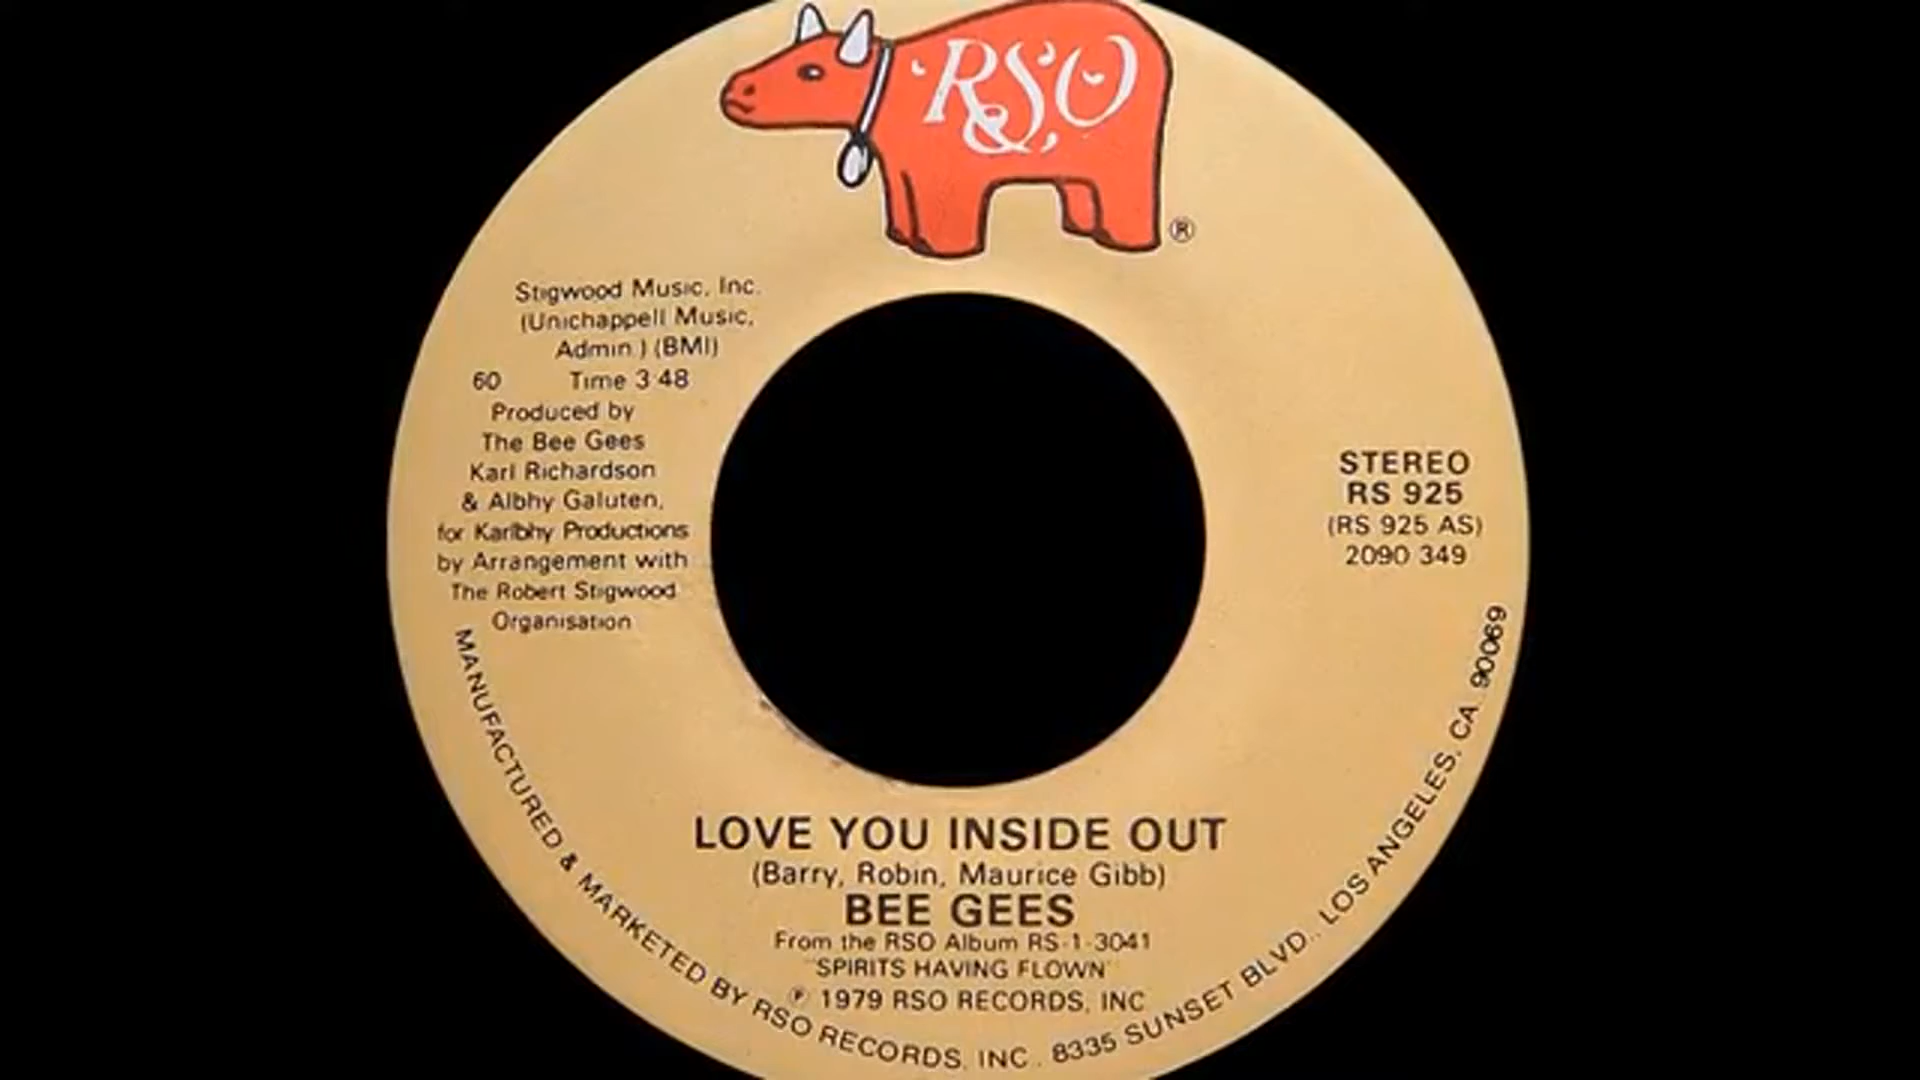 RSO
®
Stigwood Music, Inc.
(Unichappell Music,
Admin.) (BMI)
60 Time 3:48
Produced by
The Bee Gees
Karl Richardson
& Albhy Galuten,
for Karlbhy Productions
by Arrangement with
The Robert Stigwood
Organisation
STEREO
RS 925
(RS 925 AS)
2090 349
LOVE YOU INSIDE OUT
(Barry, Robin, Maurice Gibb)
BEE GEES
From the RSO Album RS-1-3041
"SPIRITS HAVING FLOWN"
℗ 1979 RSO RECORDS, INC
MANUFACTURED & MARKETED BY RSO RECORDS, INC. 8335 SUNSET BLVD., LOS ANGELES, CA. 90069